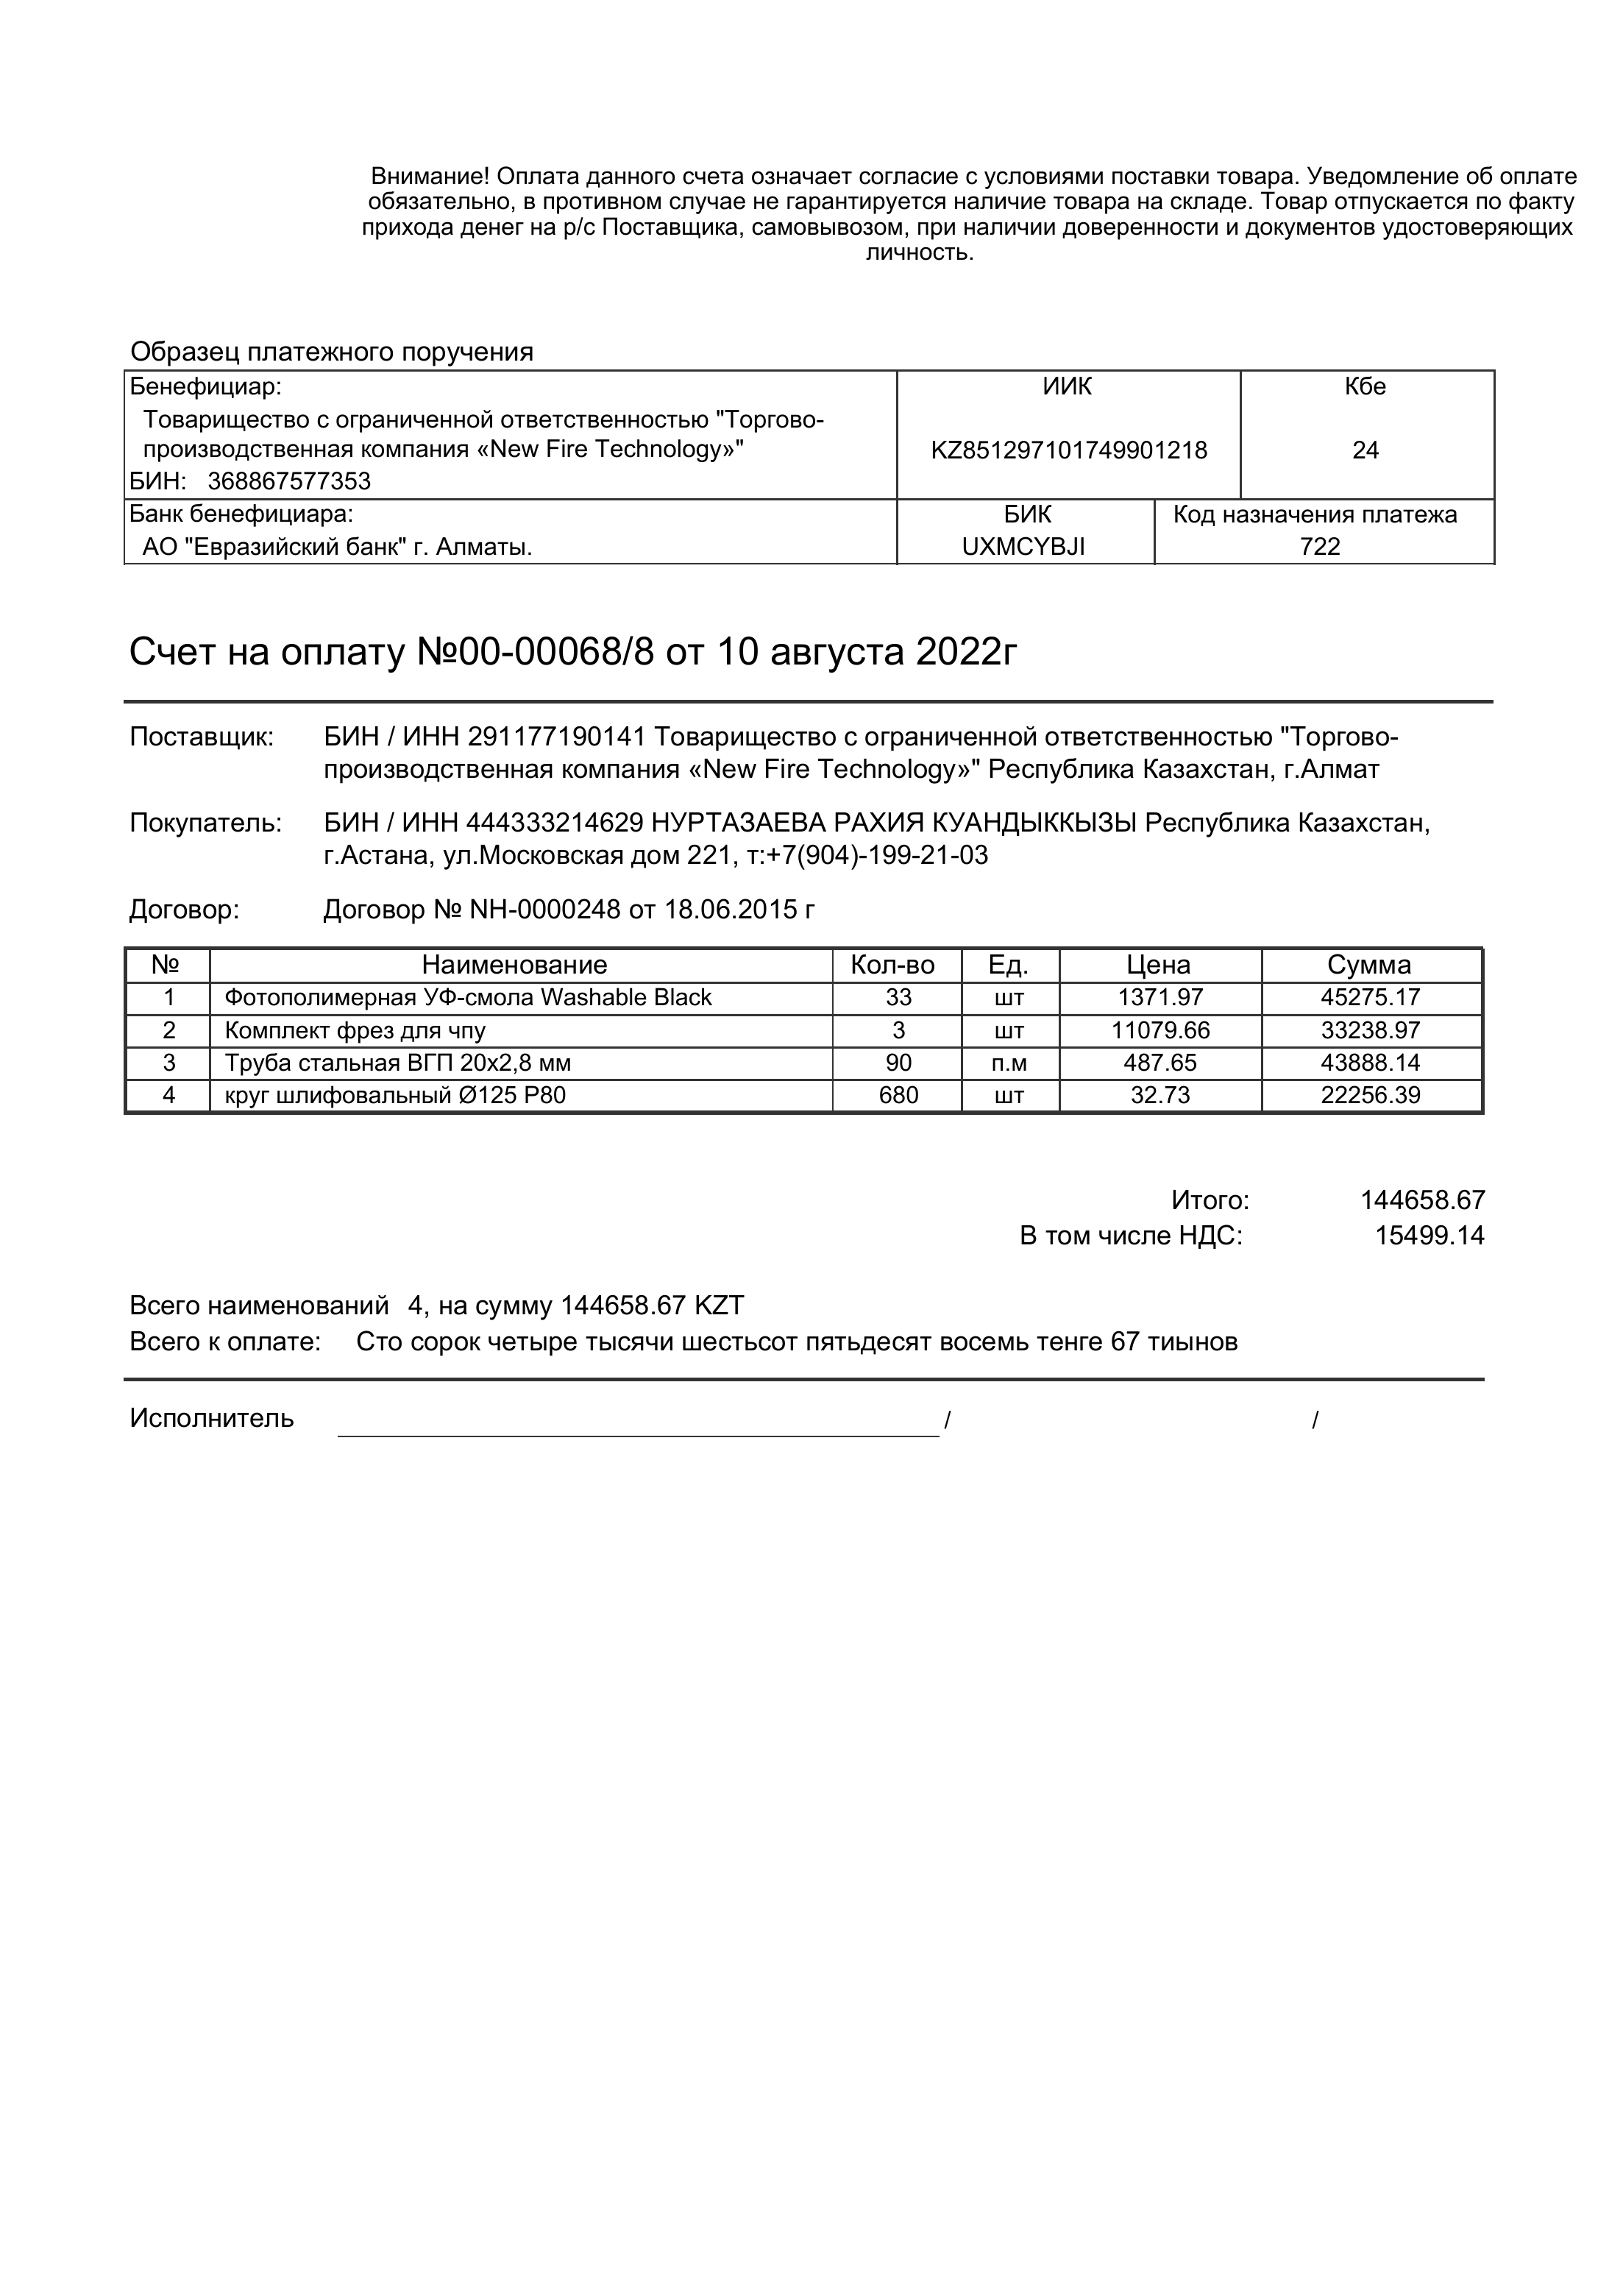 Внимание! Оплата данного счета означает согласие с условиями поставки товара. Уведомление об оплате
обязательно, в противном случае не гарантируется наличие товара на складе. Товар отпускается по факту
прихода денег на р/с Поставщика, самовывозом, при наличии доверенности и документов удостоверяющих
личность.
Образец платежного поручения
Бенефициар: ИИК Кбе
Товарищество с ограниченной ответственностью "Торгово-
производственная компания «New Fire Technology»" KZ851297101749901218 24
БИН: 368867577353
Банк бенефициара: БИК Код назначения платежа
АО "Евразийский банк" г. Алматы. UXMCYBJI 722
Счет на оплату №00-00068/8 от 10 августа 2022г
Поставщик: БИН / ИНН 291177190141 Товарищество с ограниченной ответственностью "Торгово-
производственная компания «New Fire Technology»" Республика Казахстан, г.Алмат
Покупатель: БИН / ИНН 444333214629 НУРТАЗАЕВА РАХИЯ КУАНДЫККЫЗЫ Республика Казахстан,
г.Астана, ул.Московская дом 221, т:+7(904)-199-21-03
Договор: Договор № NH-0000248 от 18.06.2015 г
№ Наименование Кол-во Ед. Цена Сумма
1 Фотополимерная УФ-смола Washable Black 33 шт 1371.97 45275.17
2 Комплект фрез для чпу 3 шт 11079.66 33238.97
3 Труба стальная ВГП 20х2,8 мм 90 п.м 487.65 43888.14
4 круг шлифовальный Ø125 Р80 680 шт 32.73 22256.39
Итого: 144658.67
В том числе НДС: 15499.14
Всего наименований 4, на сумму 144658.67 KZT
Всего к оплате: Сто сорок четыре тысячи шестьсот пятьдесят восемь тенге 67 тиынов
Исполнитель / /